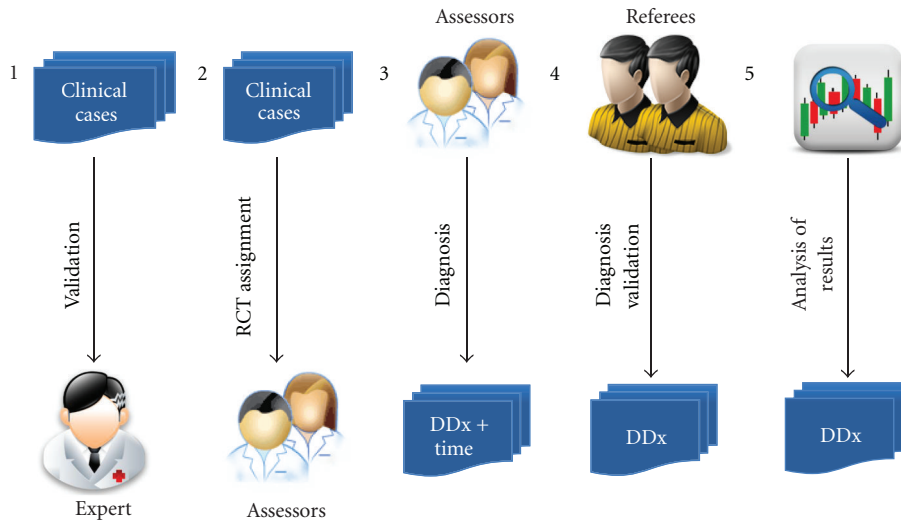 1
Clinical
cases
Validation
Expert
2
Clinical
cases
RCT assignment
Assessors
3
Assessors
Diagnosis
DDx +
time
4
Referees
Diagnosis
validation
DDx
5
Analysis of
results
DDx